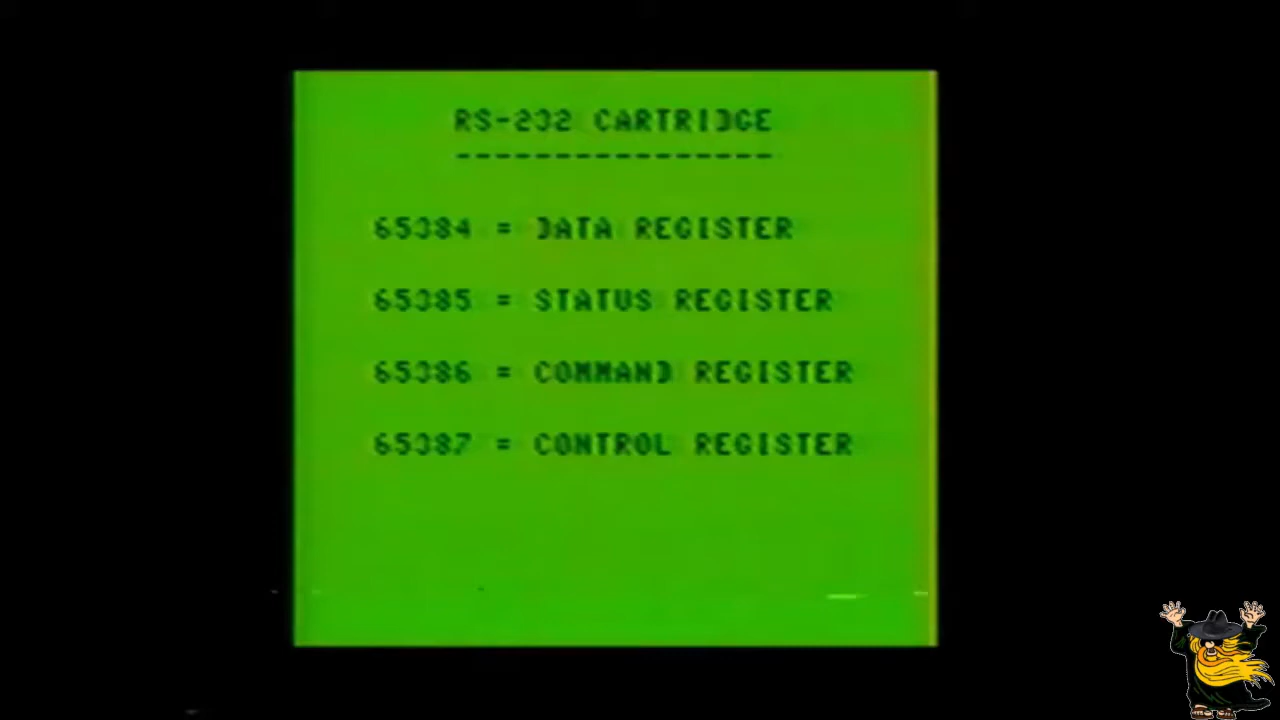 RS-232 CARTRIDGE
----------------
65384 = DATA REGISTER
65385 = STATUS REGISTER
65386 = COMMAND REGISTER
65387 = CONTROL REGISTER